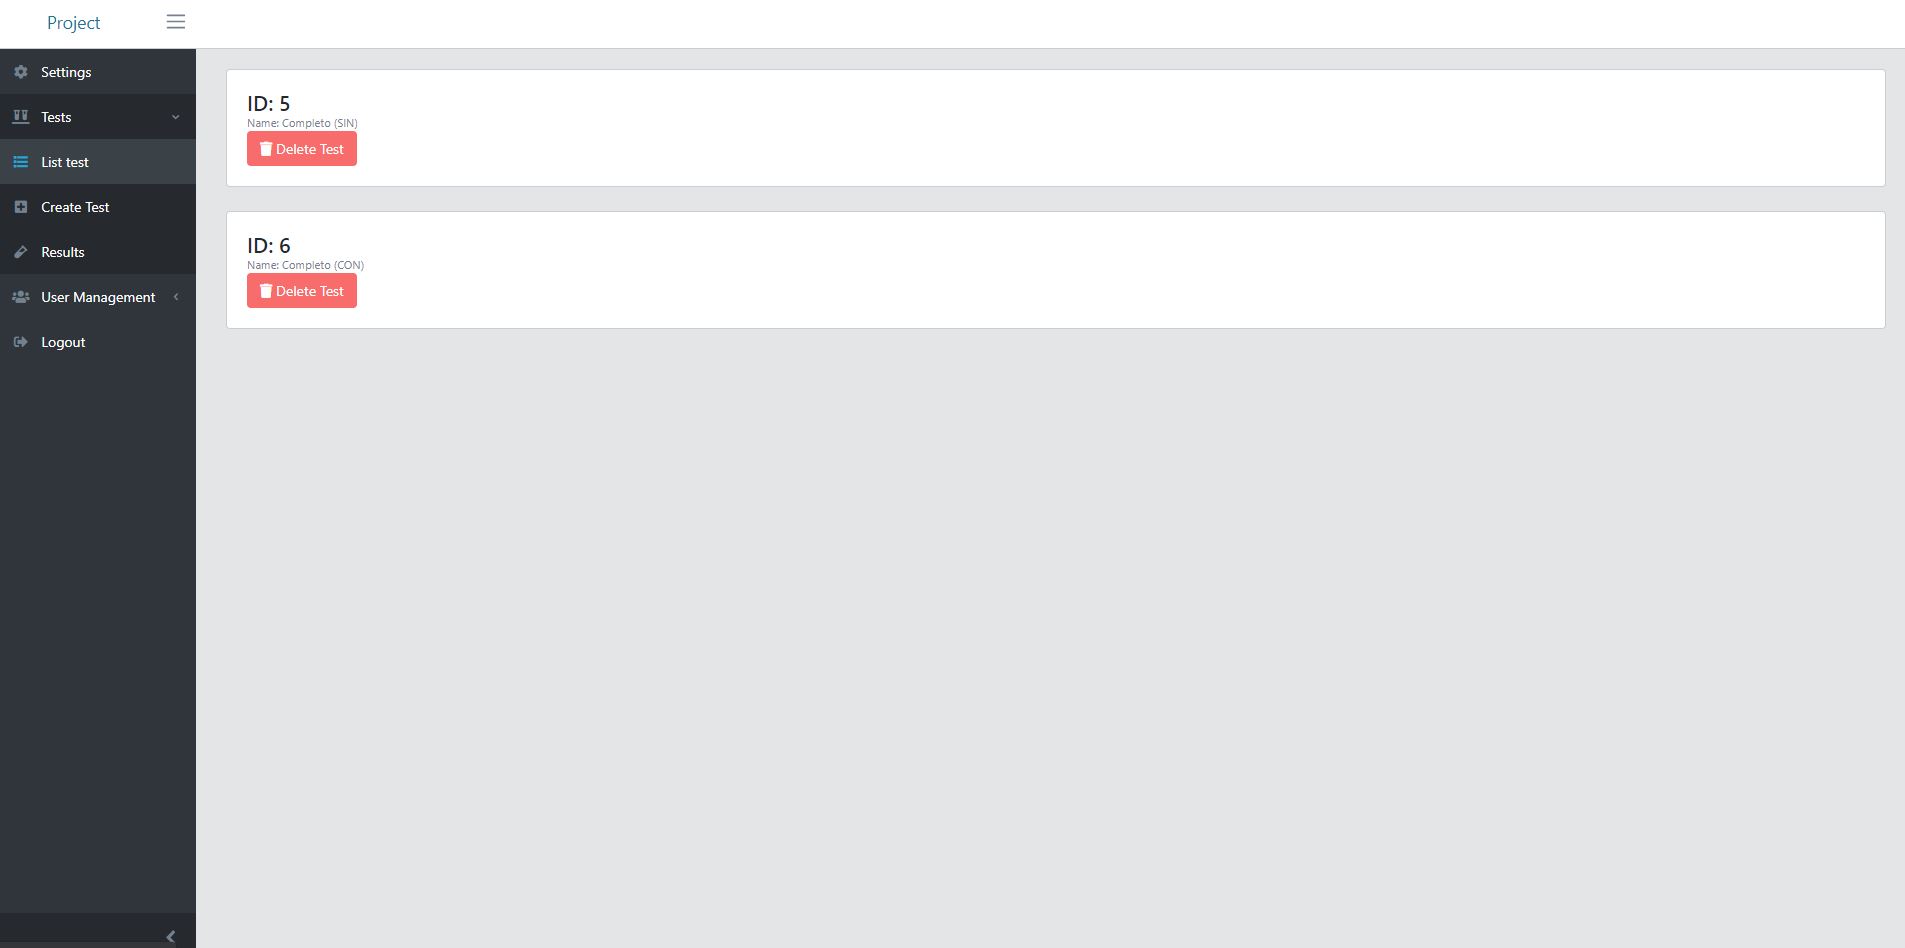 Project
Settings
Tests
List test
Create Test
Results
User Management
Logout
ID: 5
Name: Completo (SIN)
Delete Test
ID: 6
Name: Completo (CON)
Delete Test